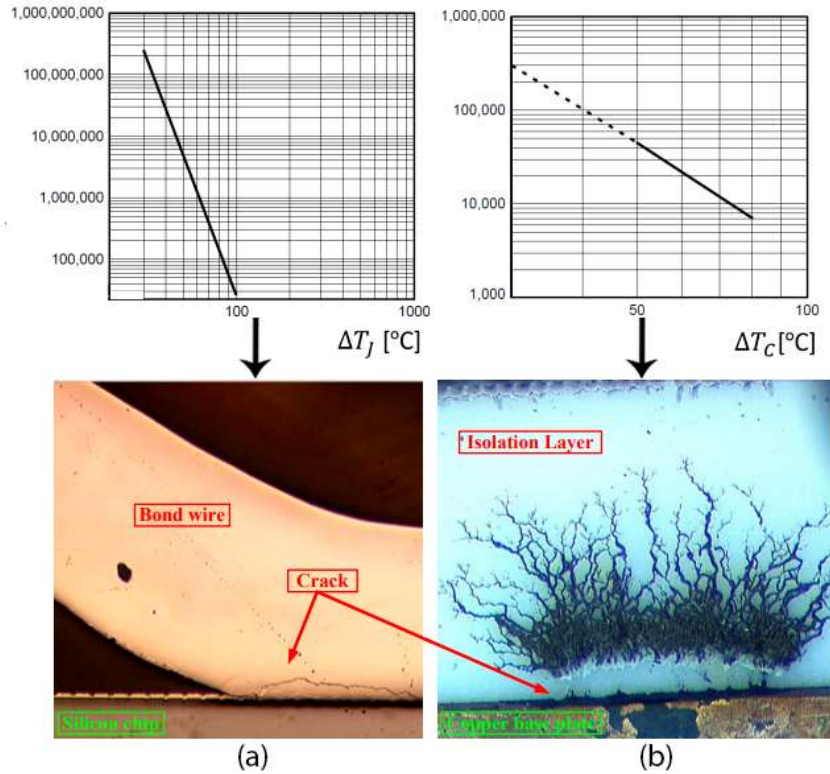 1,000,000,000
100,000,000
10,000,000
1,000,000
100,000
100
1000
ΔT_J [°C]
1,000,000
100,000
10,000
1,000
50
100
ΔT_C [°C]
Bond wire
Crack
Silicon chip
(a)
Isolation Layer
Copper base plate
(b)